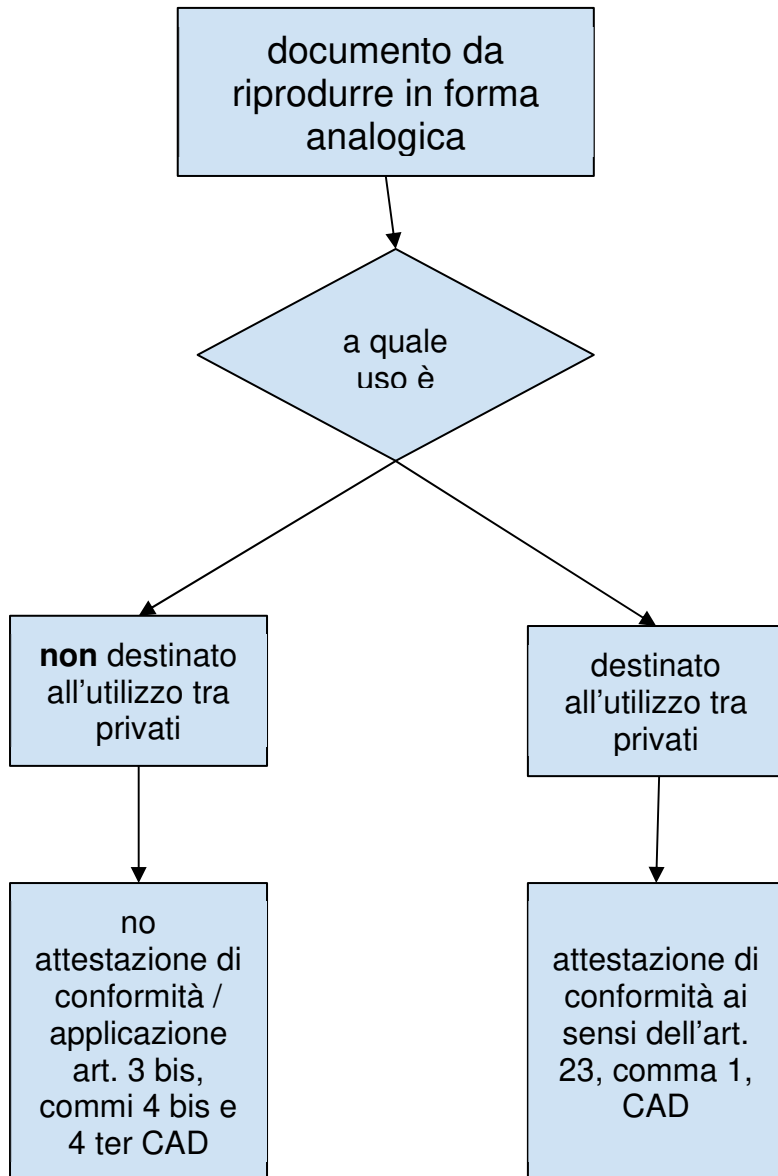 documento da
riprodurre in forma
analogica
a quale
uso è
non destinato
all'utilizzo tra
privati
destinato
all'utilizzo tra
privati
no
attestazione di
conformità /
applicazione
art. 3 bis,
commi 4 bis e
4 ter CAD
attestazione di
conformità ai
sensi dell'art.
23, comma 1,
CAD